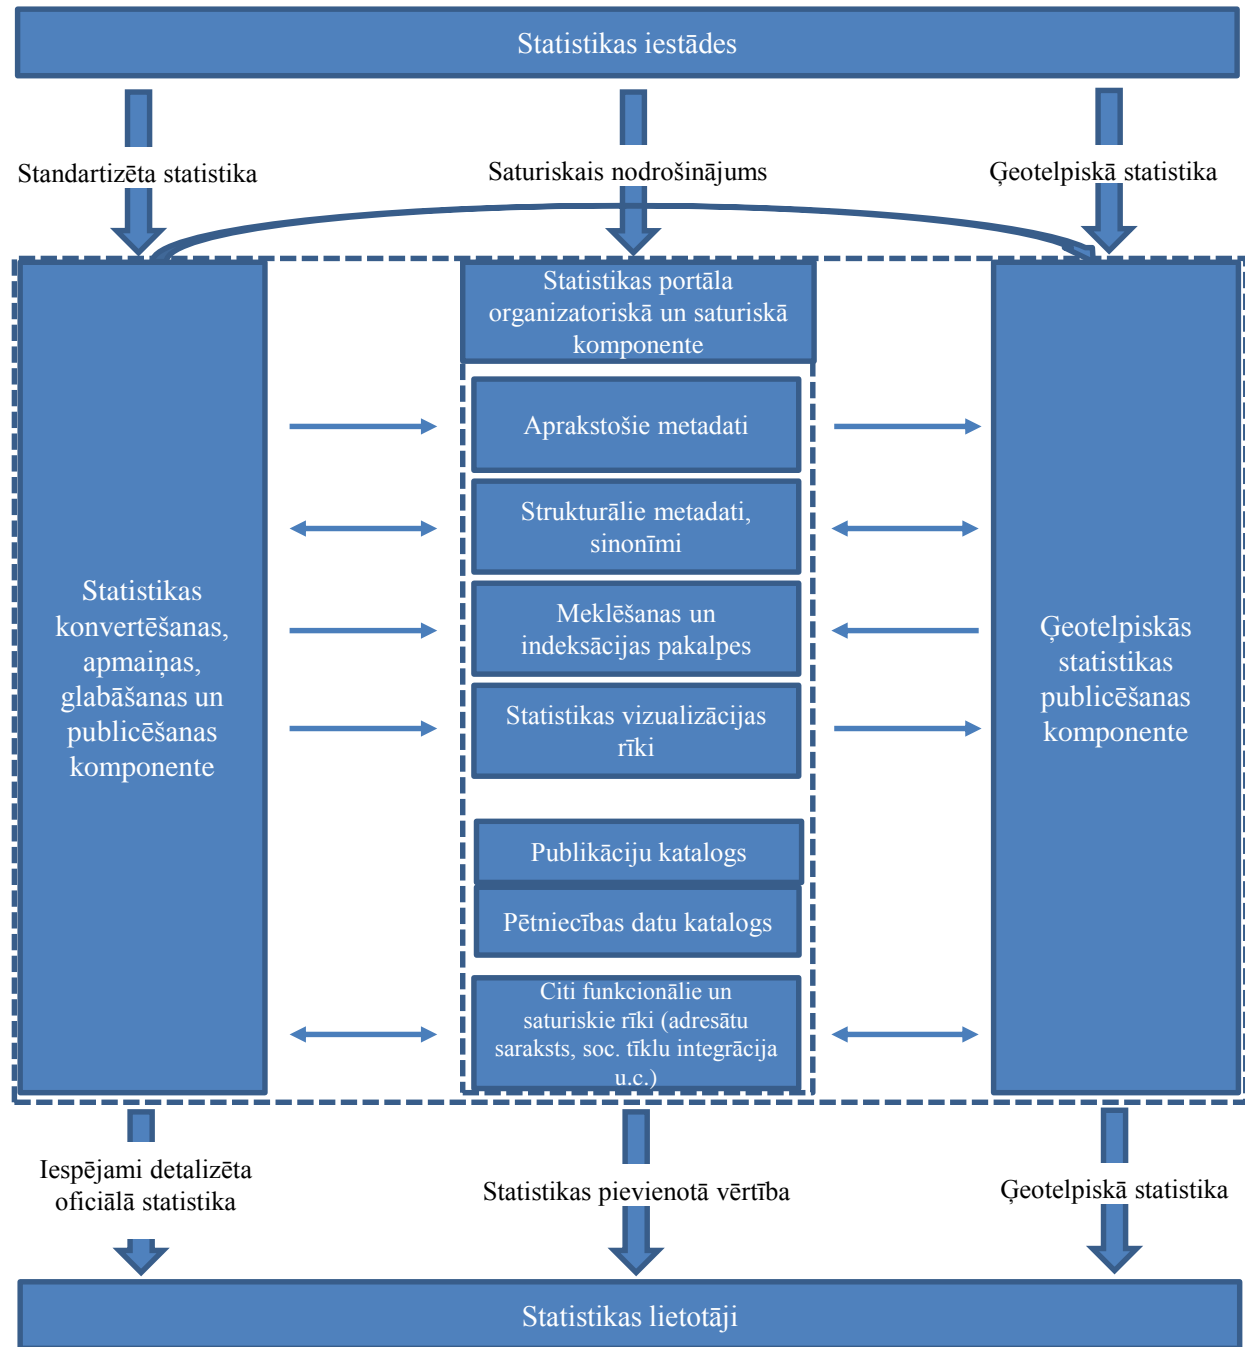 Statistikas iestādes
Standartizēta statistika
Saturiskais nodrošinājums
Ģeotelpiskā statistika
Statistikas portāla
organizatoriskā un saturiskā
komponente
Aprakstošie metadati
Strukturālie metadati,
sinonīmi
Meklēšanas un
indeksācijas pakalpes
Statistikas vizualizācijas
rīki
Publikāciju katalogs
Pētniecības datu katalogs
Citi funkcionālie un
saturiskie rīki (adresātu
saraksts, soc. tīklu integrācija
u.c.)
Statistikas
konvertēšanas,
apmaiņas,
glabāšanas un
publicēšanas
komponente
Ģeotelpiskās
statistikas
publicēšanas
komponente
Iespējami detalizēta
oficiālā statistika
Statistikas pievienotā vērtība
Ģeotelpiskā statistika
Statistikas lietotāji